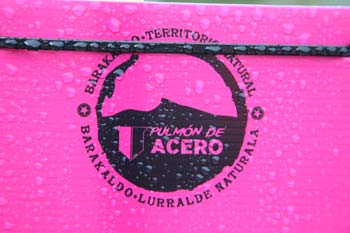 BARAKALDO · TERRITORIO NATURAL
PULMÓN DE
ACERO
BARAKALDO · LURRALDE NATURALA